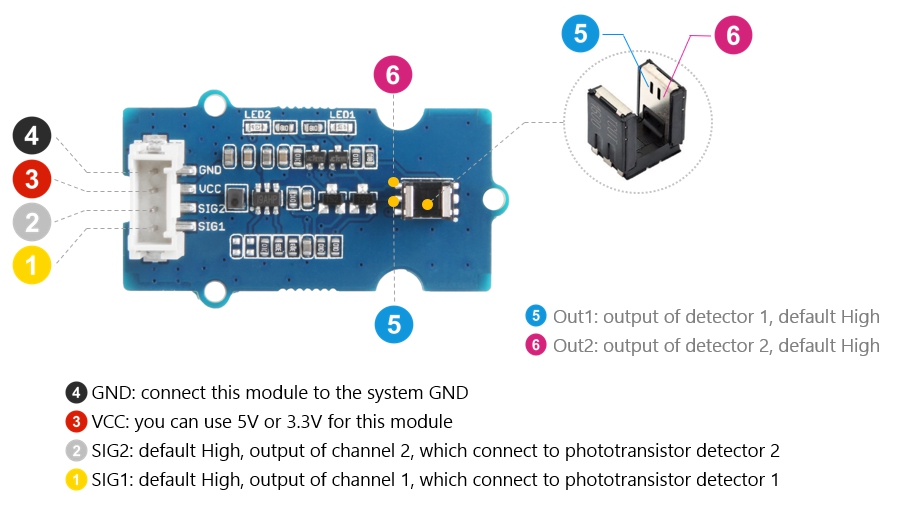 5
6
6
4
3
2
1
LED2
LED1
GND
VCC
SIG2
SIG1
5
5 Out1: output of detector 1, default High
6 Out2: output of detector 2, default High
4 GND: connect this module to the system GND
3 VCC: you can use 5V or 3.3V for this module
2 SIG2: default High, output of channel 2, which connect to phototransistor detector 2
1 SIG1: default High, output of channel 1, which connect to phototransistor detector 1